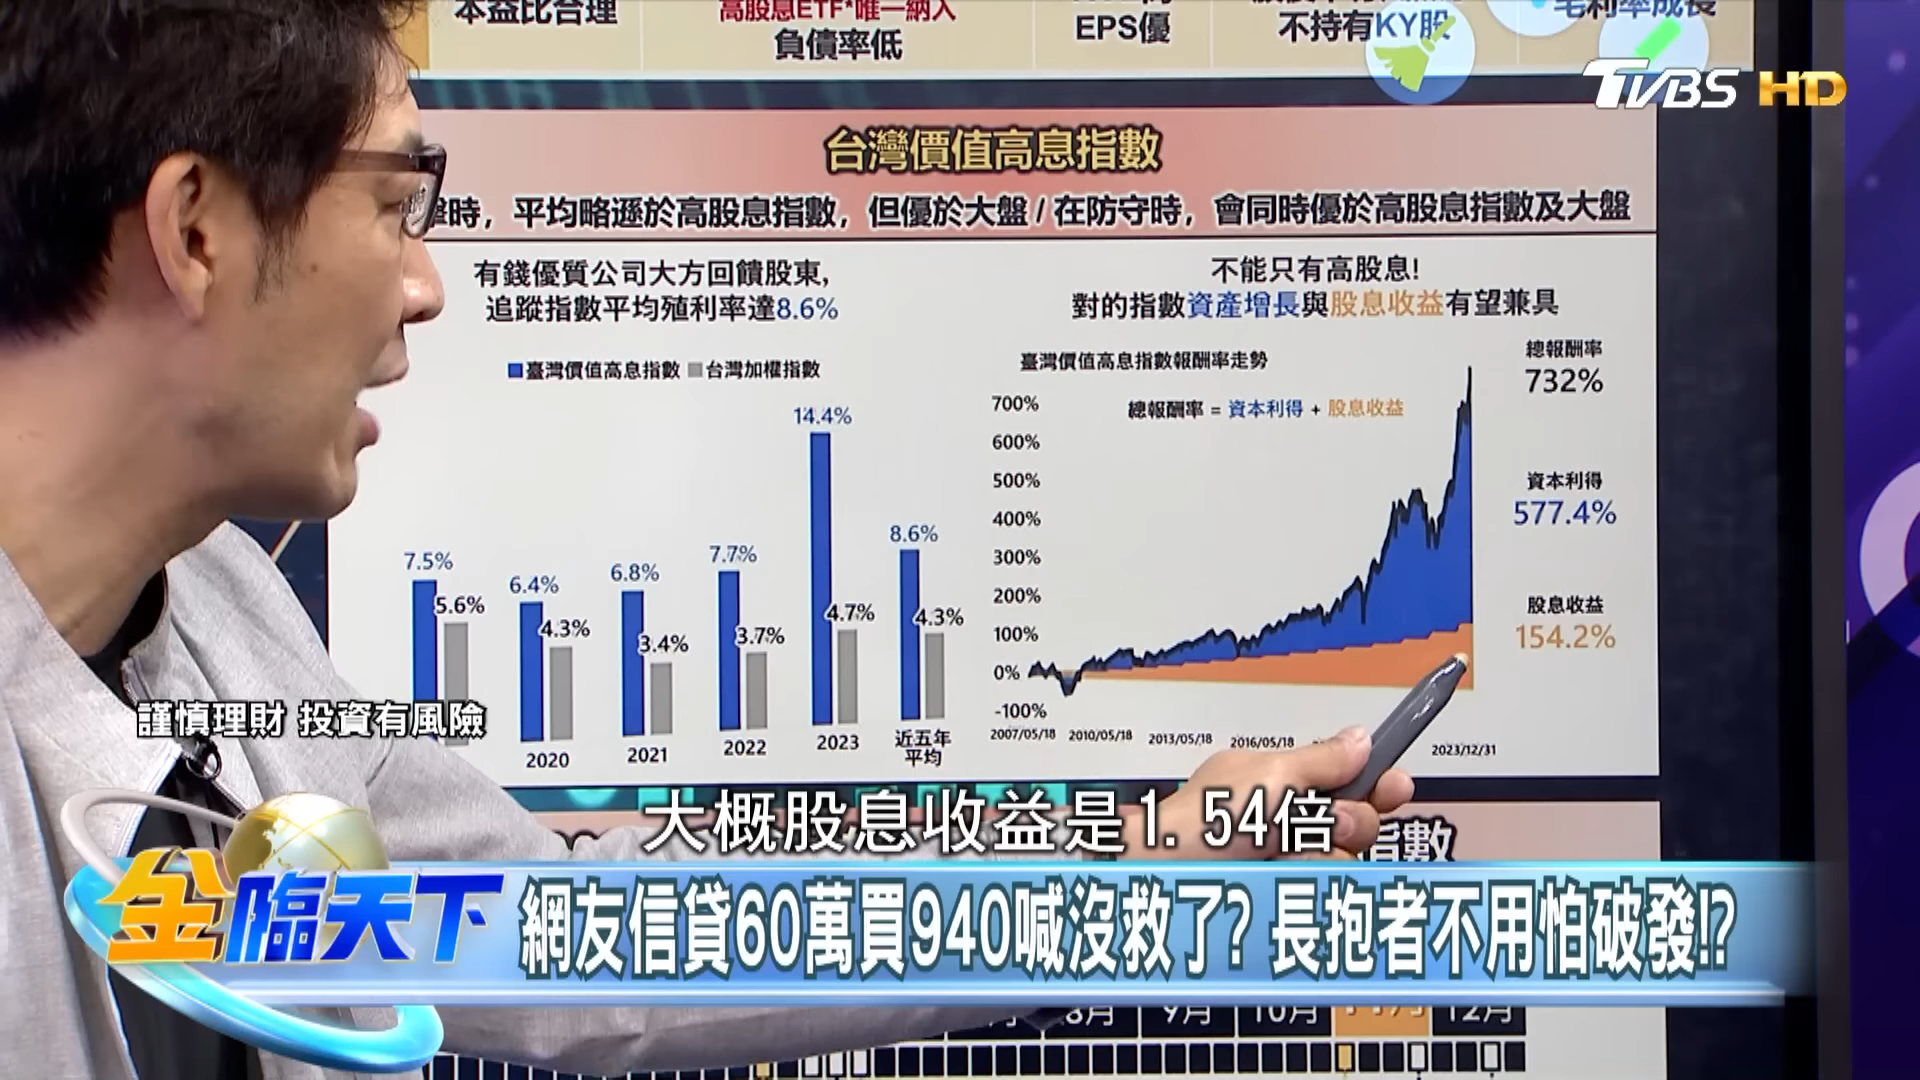 本益比合理
高股息ETF*唯一納入
負債率低
EPS優
不持有KY股
毛利率成長
TVBS HD
台灣價值高息指數
盤時，平均略遜於高股息指數，但優於大盤 / 在防守時，會同時優於高股息指數及大盤
有錢優質公司大方回饋股東,
追蹤指數平均殖利率達8.6%
臺灣價值高息指數 台灣加權指數
7.5%
5.6%
6.4%
4.3%
6.8%
3.4%
7.7%
3.7%
14.4%
4.7%
8.6%
4.3%
2020
2021
2022
2023
近五年
平均
不能只有高股息!
對的指數資產增長與股息收益有望兼具
臺灣價值高息指數報酬率走勢
總報酬率 = 資本利得 + 股息收益
700%
600%
500%
400%
300%
200%
100%
0%
-100%
2007/05/18 2010/05/18 2013/05/18 2016/05/18 2023/12/31
總報酬率
732%
資本利得
577.4%
股息收益
154.2%
謹慎理財 投資有風險
大概股息收益是1.54倍
指數
金臨天下
網友信貸60萬買940喊沒救了? 長抱者不用怕破發!?
8月 9月 10月 11月 12月